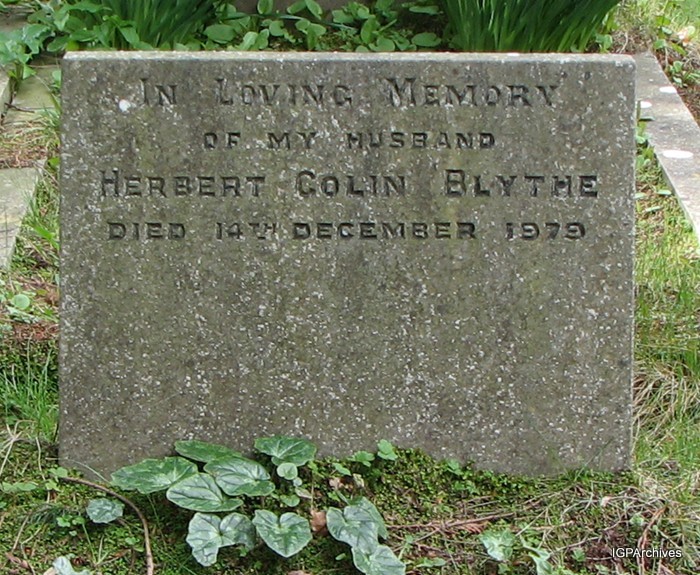 In Loving Memory
OF MY HUSBAND
Herbert Colin Blythe
DIED 14TH DECEMBER 1979
IGPArchives